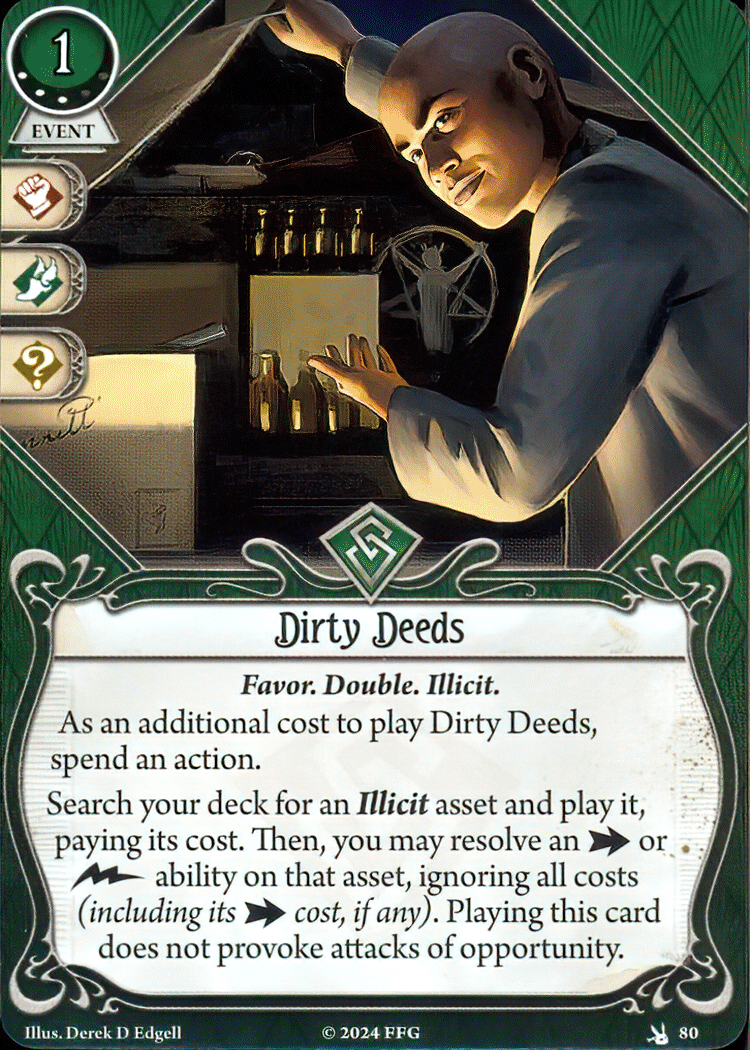 1
EVENT
?
Dirty Deeds
Favor. Double. Illicit.
As an additional cost to play Dirty Deeds,
spend an action.
Search your deck for an Illicit asset and play it,
paying its cost. Then, you may resolve an or
ability on that asset, ignoring all costs
(including its cost, if any). Playing this card
does not provoke attacks of opportunity.
Illus. Derek D Edgell © 2024 FFG 80